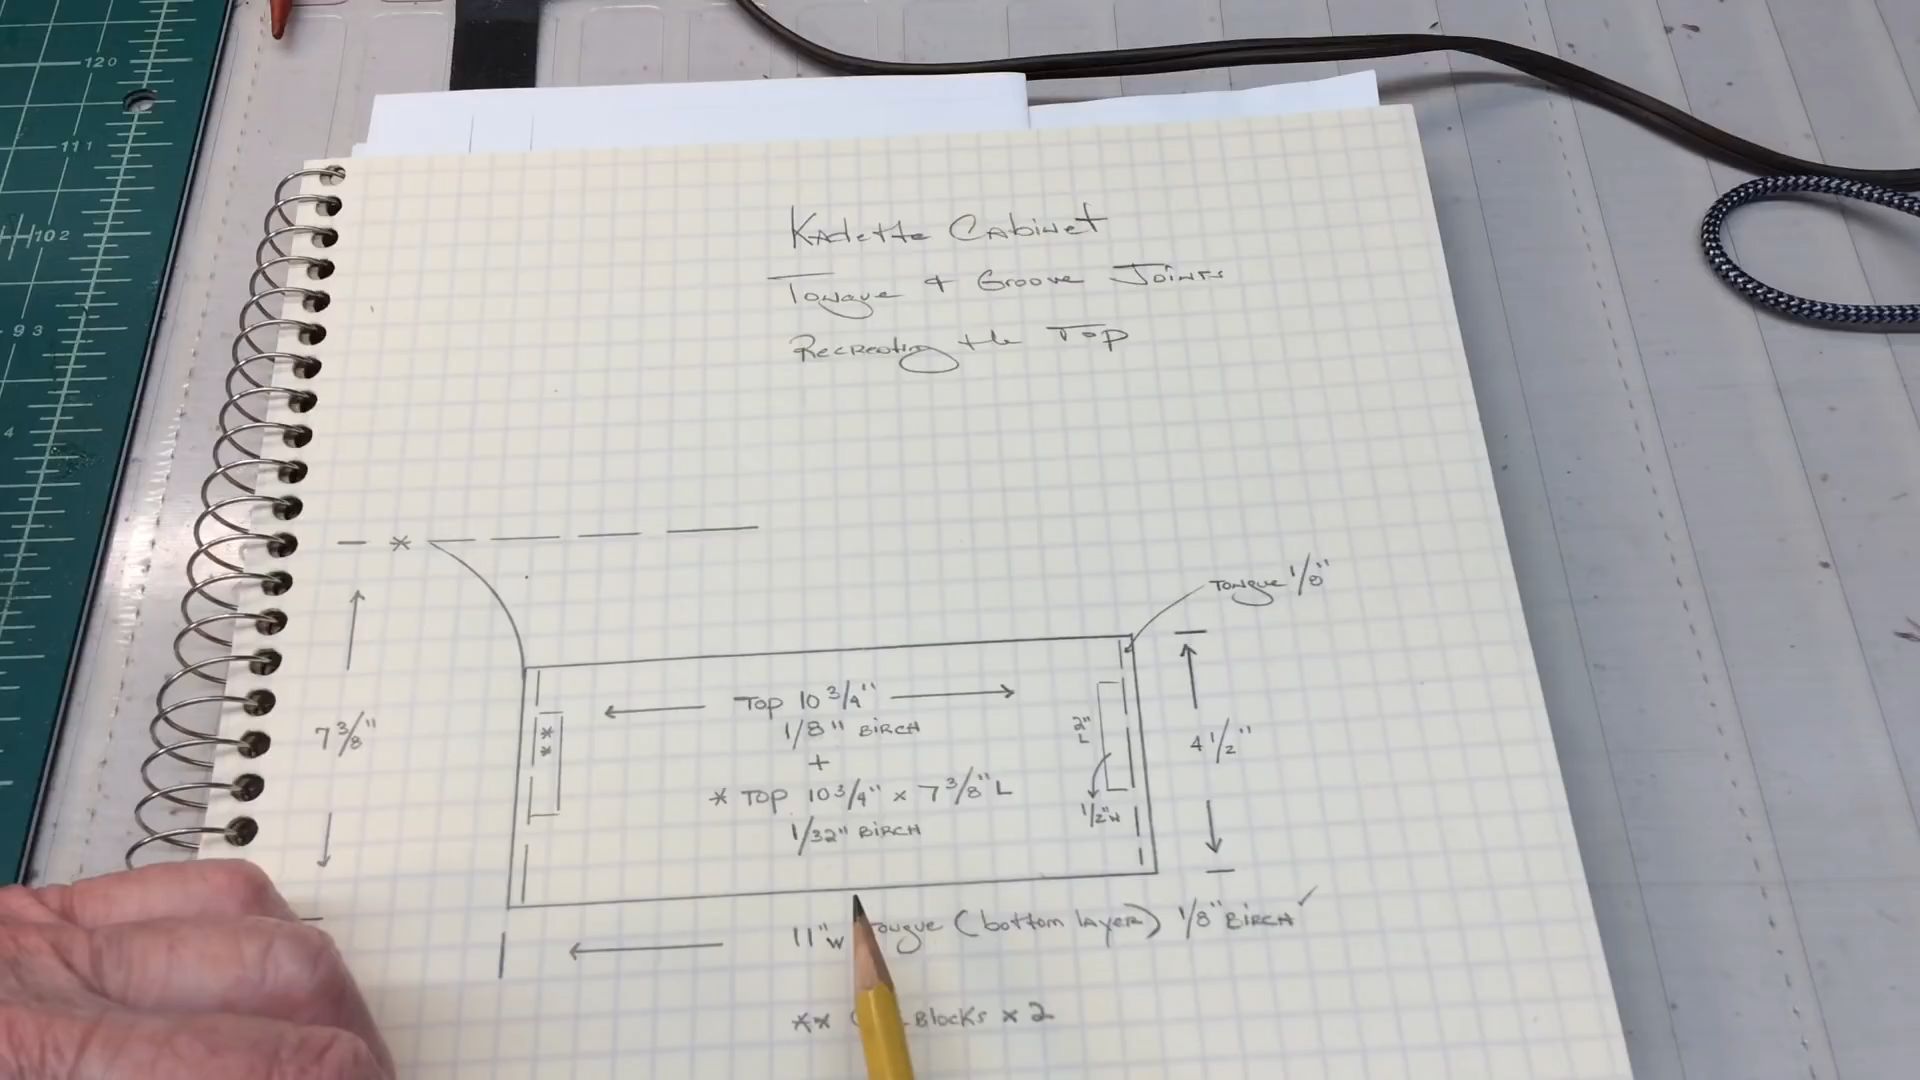 120
111
102
93
4
Kadette Cabinet
Tongue & Groove Joints
Recreating the Top
*
Tongue 1/8"
7 3/8"
**
Top 10 3/4"
1/8" Birch
+
* Top 10 3/4" x 7 3/8" L
1/32" Birch
2"
L
1/2" W
4 1/2"
11" W Tongue (bottom layer) 1/8" Birch ✓
** Blocks x 2